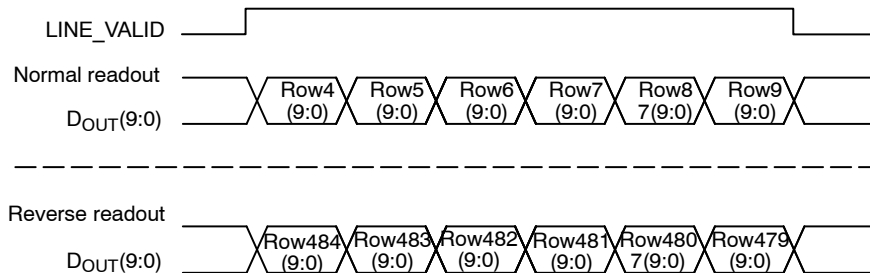 LINE_VALID
Normal readout
Row4 Row5 Row6 Row7 Row8 Row9
DOUT(9:0) (9:0) (9:0) (9:0) (9:0) 7(9:0) (9:0)
Reverse readout
Row484 Row483 Row482 Row481 Row480 Row479
DOUT(9:0) (9:0) (9:0) (9:0) (9:0) 7(9:0) (9:0)